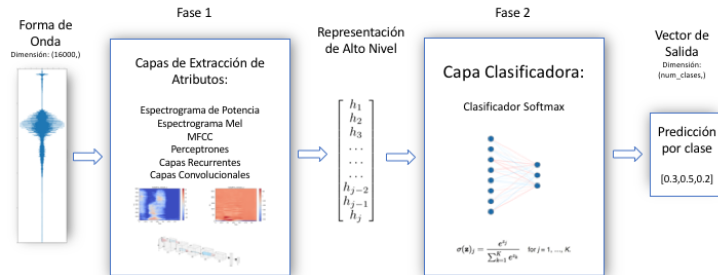 Fase 1
Fase 2
Forma de
Onda
Dimensión: (16000,)
Capas de Extracción de
Atributos:
Espectrograma de Potencia
Espectrograma Mel
MFCC
Perceptrones
Capas Recurrentes
Capas Convolucionales
Representación
de Alto Nivel
h₁
h₂
h₃
...
...
...
hⱼ₋₂
hⱼ₋₁
hⱼ
Capa Clasificadora:
Clasificador Softmax
σ(z)ⱼ = e^{zⱼ} / ∑_{k=1}^{K} e^{z_k} for j = 1, ..., K.
Vector de
Salida
Dimensión:
(num_clases,)
Predicción
por clase
[0.3,0.5,0.2]